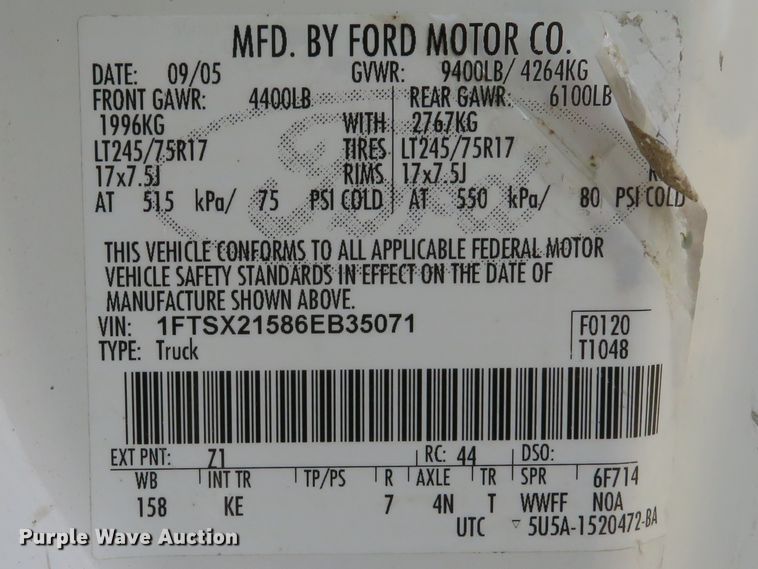 MFD. BY FORD MOTOR CO.
DATE: 09/05 GVWR: 9400LB/ 4264KG
FRONT GAWR: 4400LB REAR GAWR: 6100LB
1996KG WITH 2767KG
LT245/75R17 TIRES LT245/75R17
17x7.5J RIMS 17x7.5J
AT 515 kPa/ 75 PSI COLD AT 550 kPa/ 80 PSI COLD
THIS VEHICLE CONFORMS TO ALL APPLICABLE FEDERAL MOTOR
VEHICLE SAFETY STANDARDS IN EFFECT ON THE DATE OF
MANUFACTURE SHOWN ABOVE.
VIN: 1FTSX21586EB35071 F0120
TYPE: Truck T1048
EXT PNT: Z1 RC: 44 DSO:
WB INT TR TP/PS R AXLE TR SPR 6F714
158 KE 7 4N T WWFF N0A
UTC ▽ 5U5A-1520472-BA
Purple Wave Auction